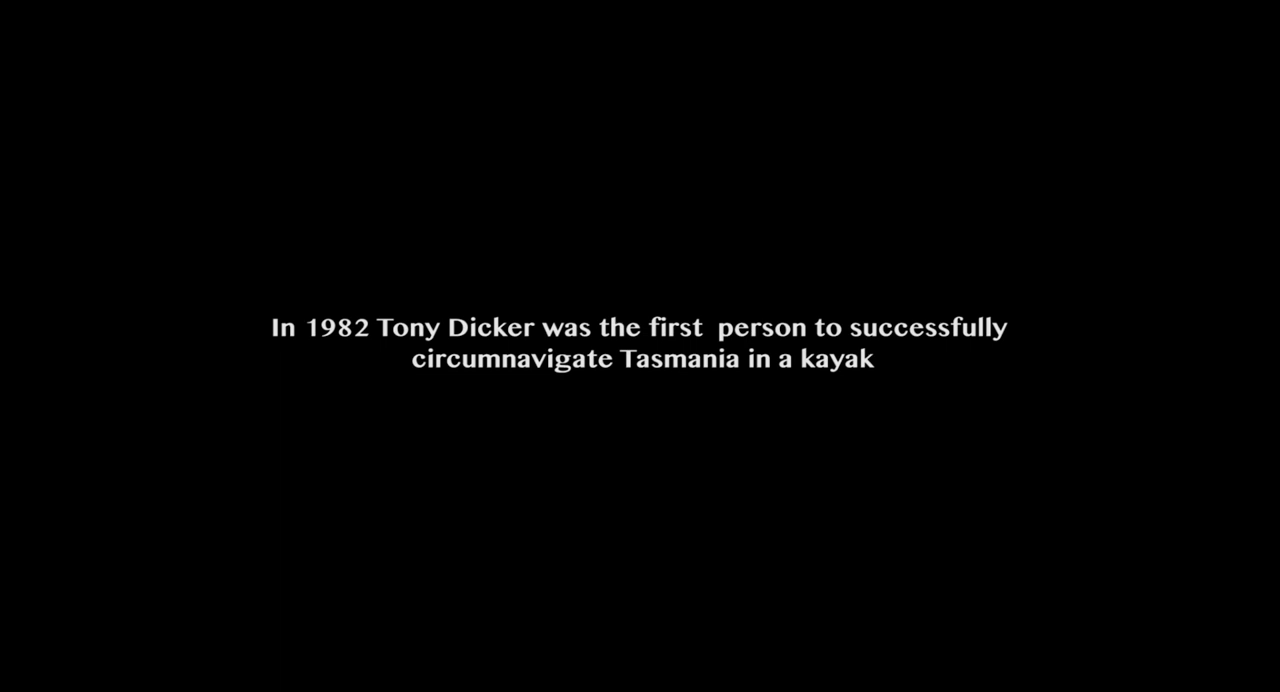 In 1982 Tony Dicker was the first  person to successfully
circumnavigate Tasmania in a kayak